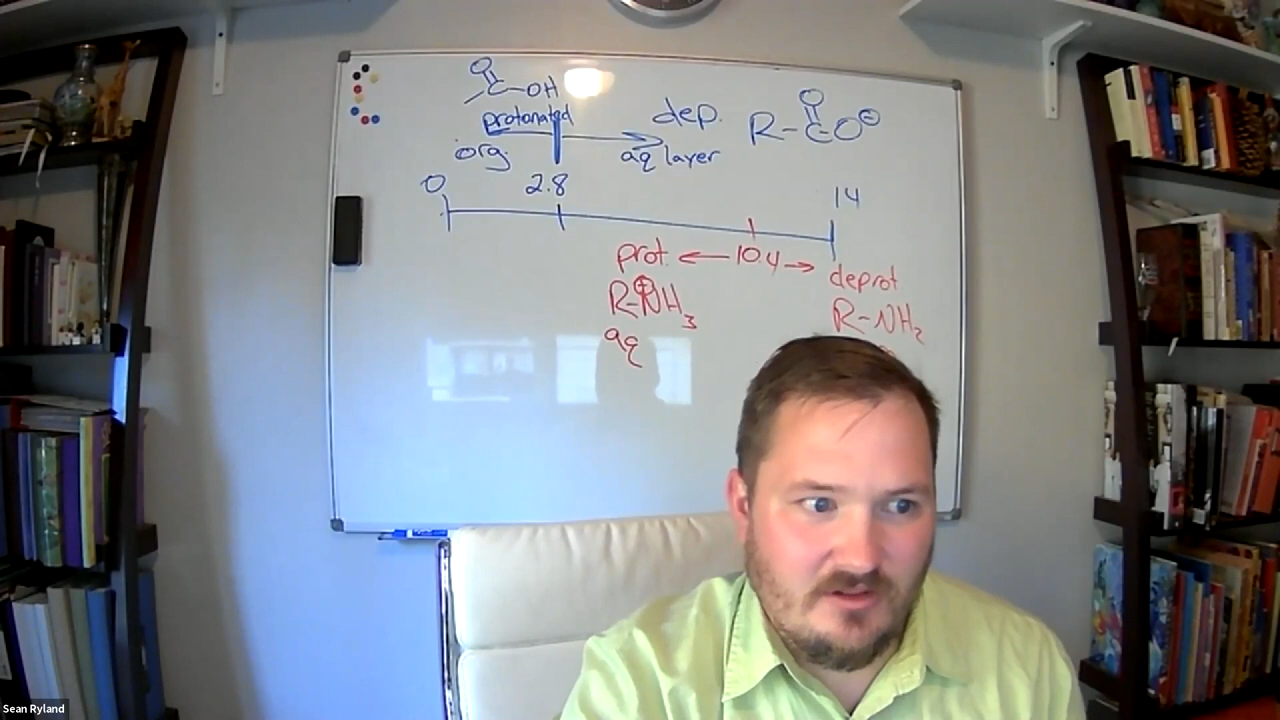 O
C-OH
protonated
dep.
R-C-O⊖
O
org.
aq layer
0
2.8
14
prot. ← 10.4 → deprot
R-NH3
⊕
R-NH2
aq
Sean Ryland